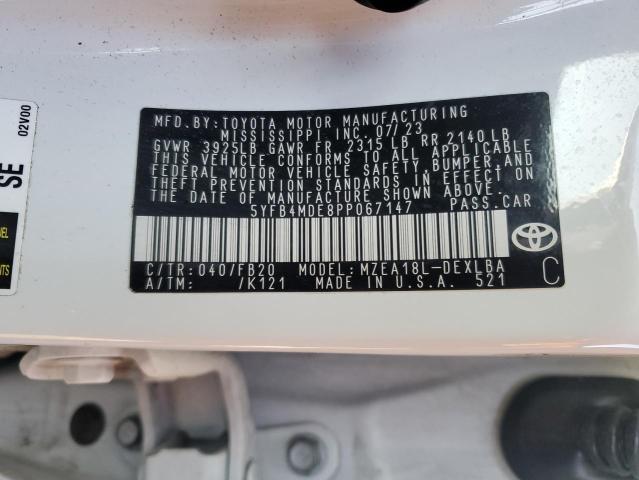 MFD.BY: TOYOTA MOTOR MANUFACTURING
MISSISSIPPI INC. 07/23
GVWR 3925LB GAWR FR 2315 LB RR 2140 LB
THIS VEHICLE CONFORMS TO ALL APPLICABLE
FEDERAL MOTOR VEHICLE SAFETY, BUMPER AND
THEFT PREVENTION STANDARDS IN EFFECT ON
THE DATE OF MANUFACTURE SHOWN ABOVE.
5YFB4MDE8PP067147 PASS.CAR
C/TR: 040/FB20 MODEL: MZEA18L-DEXLBA
A/TM: /K121 MADE IN U.S.A. 521
C
02V00
SE